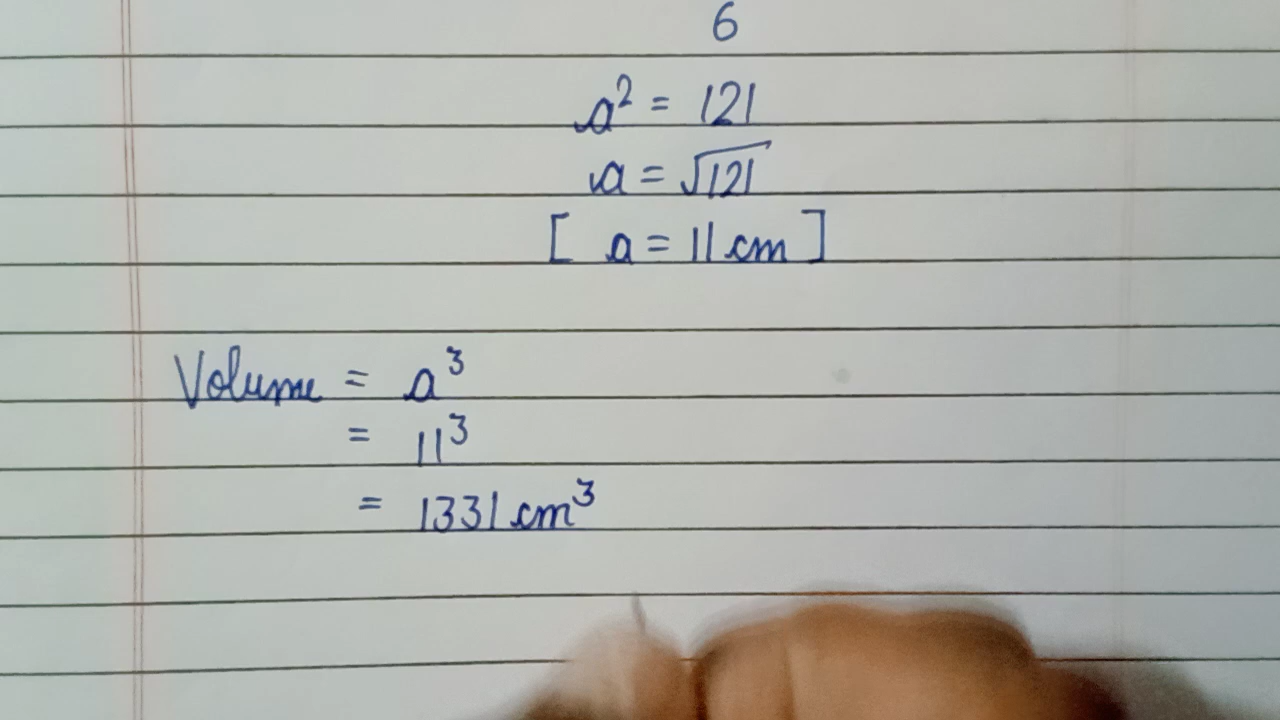 6
a² = 121
a = √121
[ a = 11 cm ]
Volume = a³
= 11³
= 1331 cm³